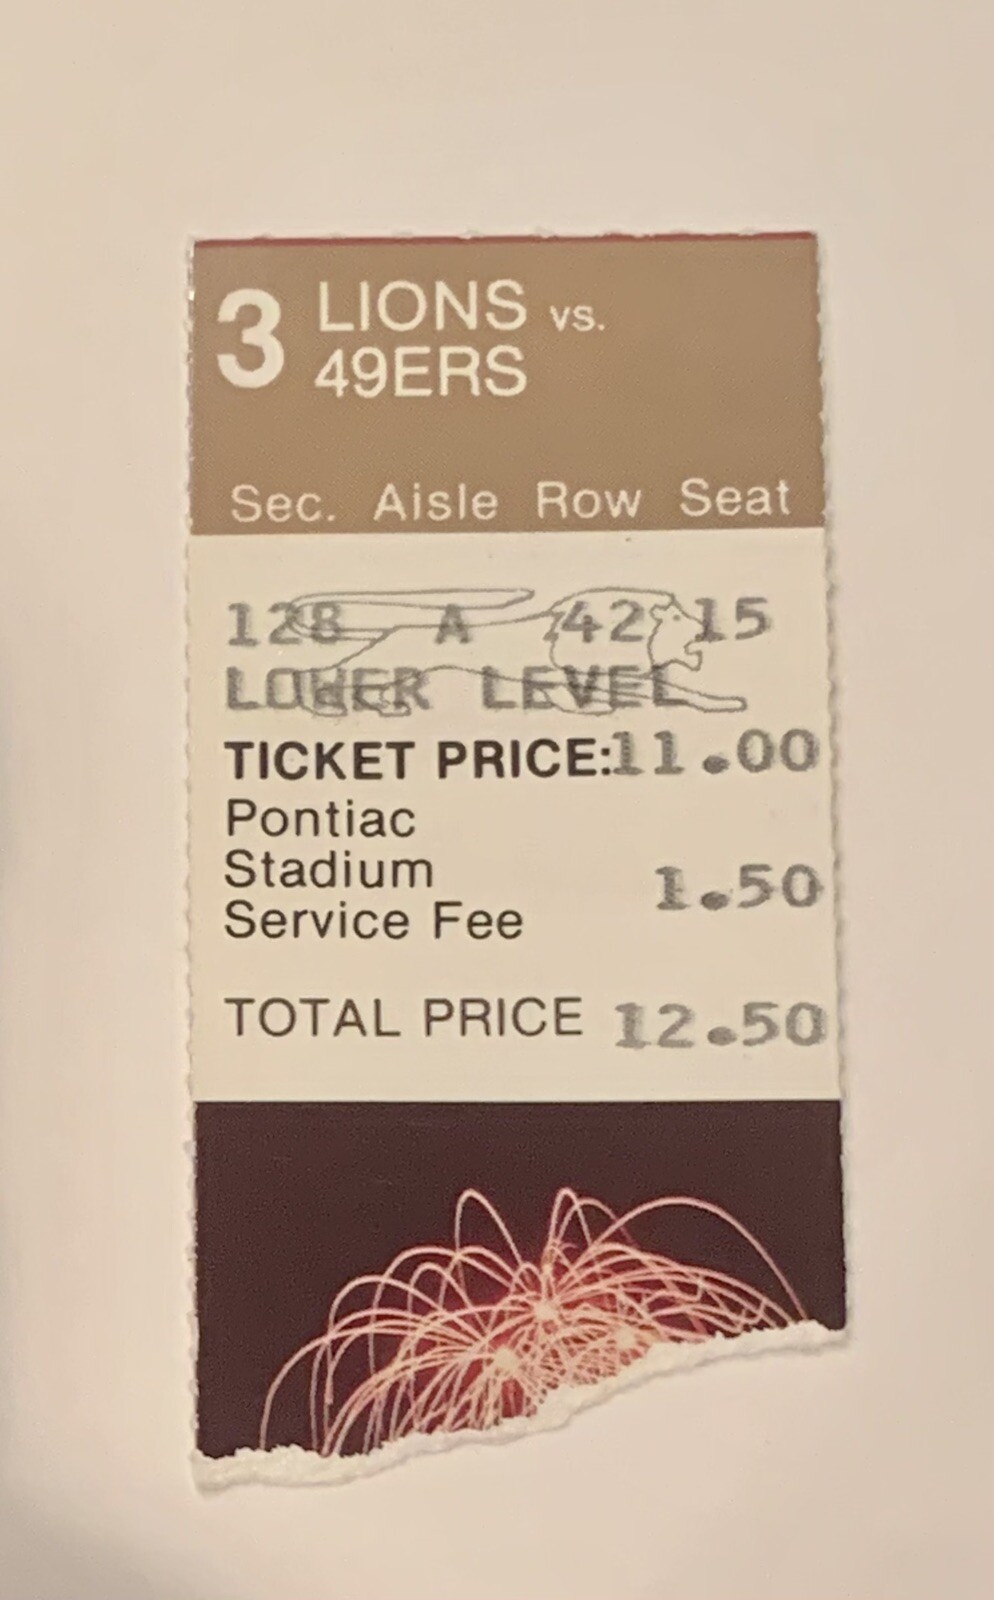 3 LIONS vs.
49ERS
Sec. Aisle Row Seat
128 A 42 15
LOWER LEVEL
TICKET PRICE:11.00
Pontiac
Stadium
Service Fee 1.50
TOTAL PRICE 12.50